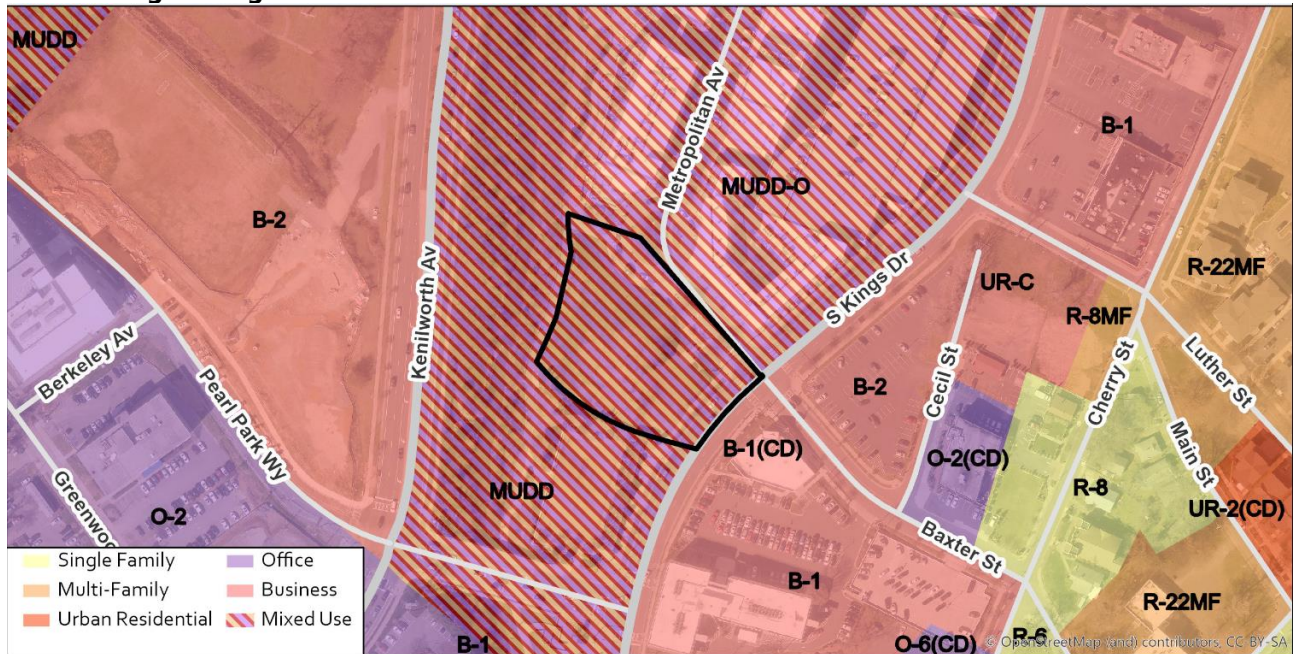 MUDD
B-2
Kenilworth Av
Metropolitan Av
MUDD-O
S Kings Dr
B-1
R-22MF
UR-C
R-8MF
Cherry St
Luther St
Main St
Cecil St
B-2
B-1(CD)
O-2(CD)
R-8
UR-2(CD)
Berkeley Av
Pearl Park Wy
O-2
MUDD
Baxter St
B-1
R-22MF
B-1
O-6(CD)
R-6
Single Family
Multi-Family
Urban Residential
Office
Business
Mixed Use
© OpenStreetMap (and) contributors, CC-BY-SA